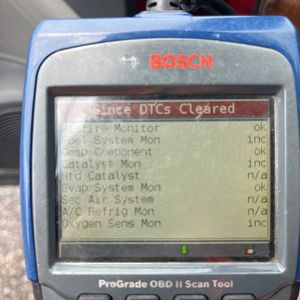 BOSCH
Since DTCs Cleared
Misfire Monitor ok
Fuel System Mon inc
Comp Component ok
Catalyst Mon inc
Htd Catalyst n/a
Evap System Mon ok
Sec Air System n/a
A/C Refrig Mon n/a
Oxygen Sens Mon inc
ProGrade OBD II Scan Tool